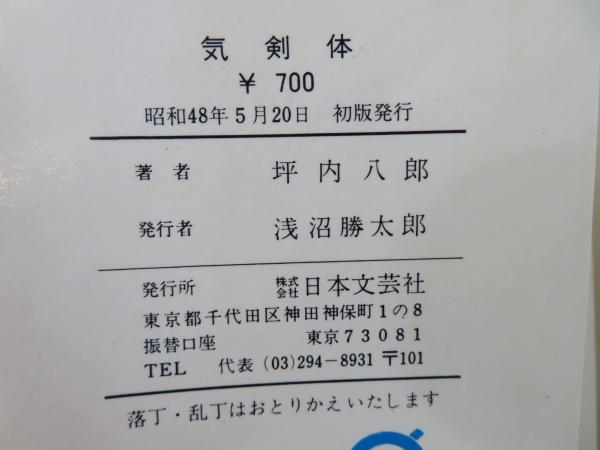 気剣体
¥ 700
昭和48年5月20日 初版発行
著者 坪内八郎
発行者 浅沼勝太郎
発行所 株式会社日本文芸社
東京都千代田区神田神保町1の8
振替口座 東京73081
TEL 代表 (03)294-8931 〒101
落丁・乱丁はおとりかえいたします